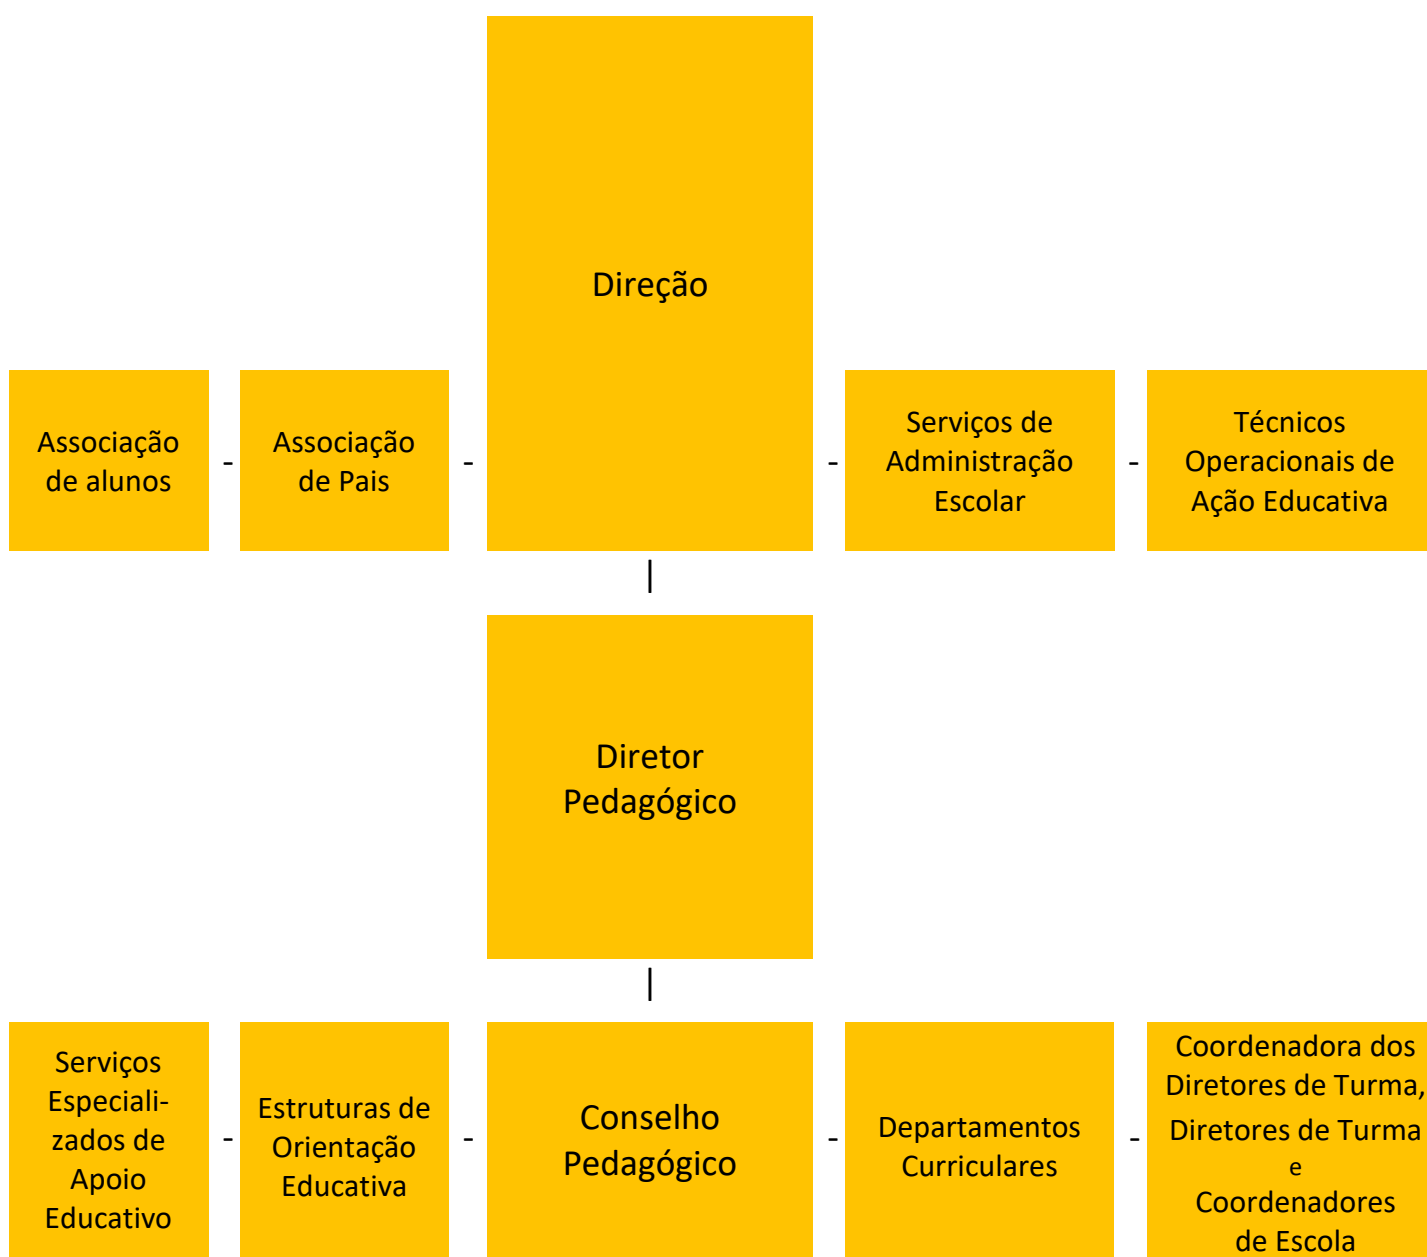 Direção
Associação
de alunos
-
Associação
de Pais
-
-
Serviços de
Administração
Escolar
-
Técnicos
Operacionais de
Ação Educativa
|
Diretor
Pedagógico
|
Serviços
Especiali-
zados de
Apoio
Educativo
-
Estruturas de
Orientação
Educativa
-
Conselho
Pedagógico
-
Departamentos
Curriculares
-
Coordenadora dos
Diretores de Turma,
Diretores de Turma
e
Coordenadores
de Escola